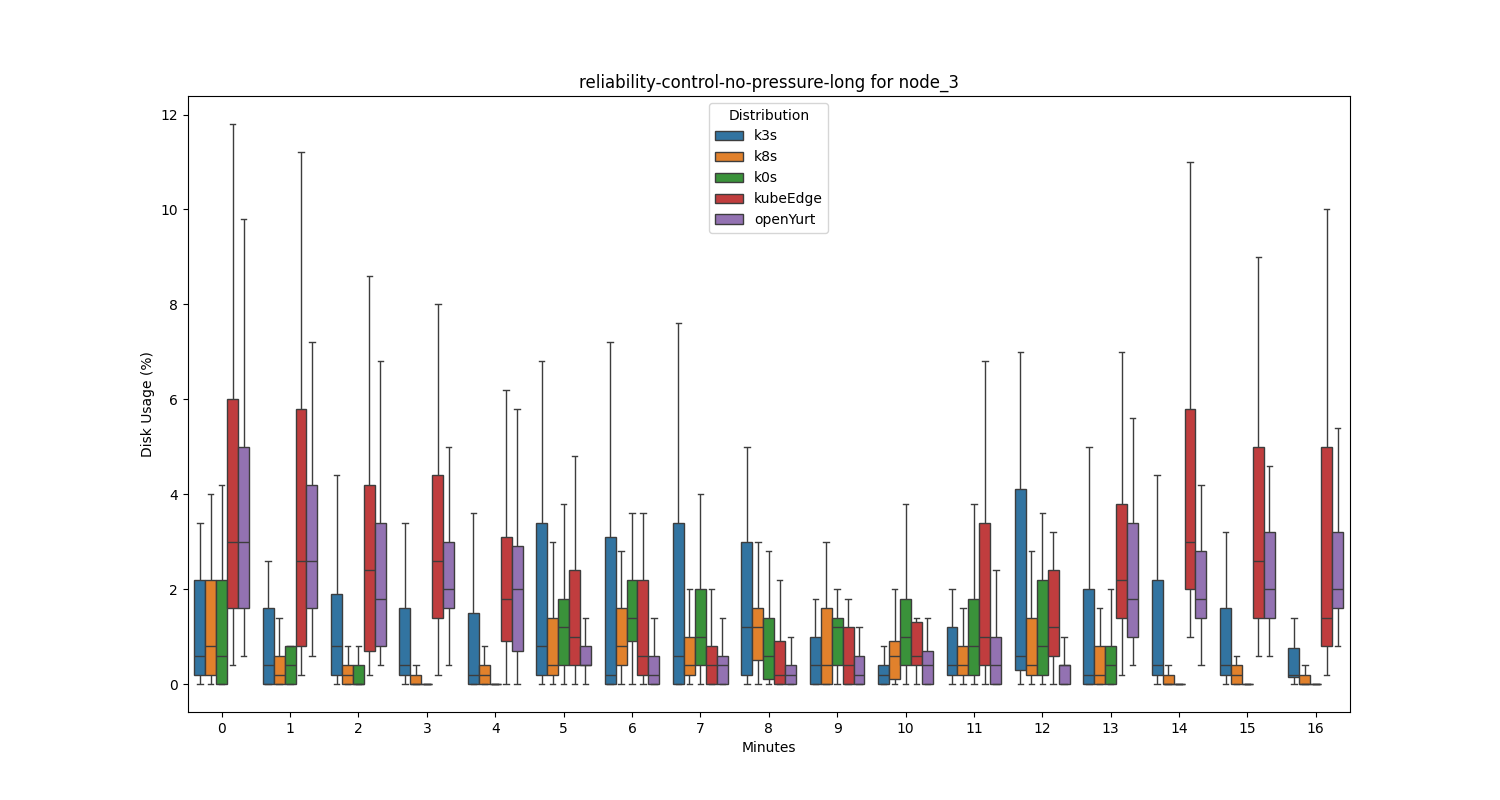 reliability-control-no-pressure-long for node_3
Distribution
k3s
k8s
k0s
kubeEdge
openYurt
Disk Usage (%)
12
10
8
6
4
2
0
0 1 2 3 4 5 6 7 8 9 10 11 12 13 14 15 16
Minutes